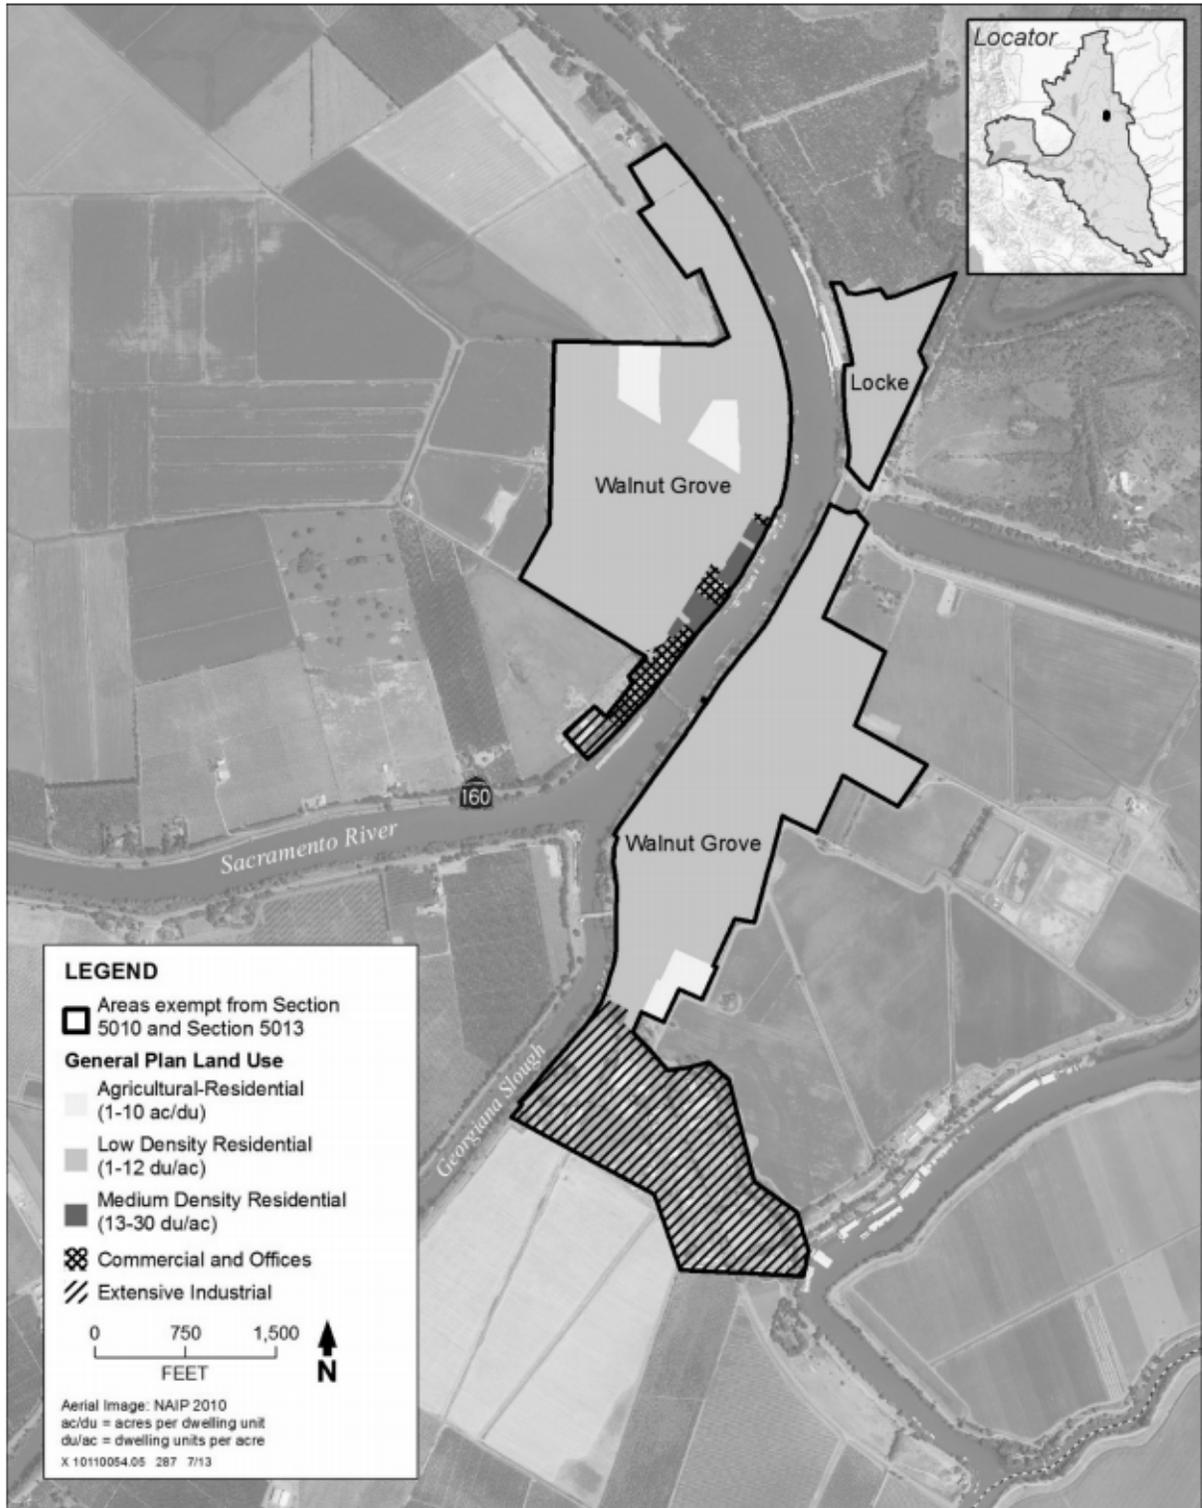 Locator
Locke
Walnut Grove
160
Sacramento River
Walnut Grove
Georgiana Slough
LEGEND
Areas exempt from Section
5010 and Section 5013
General Plan Land Use
Agricultural-Residential
(1-10 ac/du)
Low Density Residential
(1-12 du/ac)
Medium Density Residential
(13-30 du/ac)
Commercial and Offices
Extensive Industrial
0 750 1,500
FEET
N
Aerial Image: NAIP 2010
ac/du = acres per dwelling unit
du/ac = dwelling units per acre
X 10110054.05 287 7/13